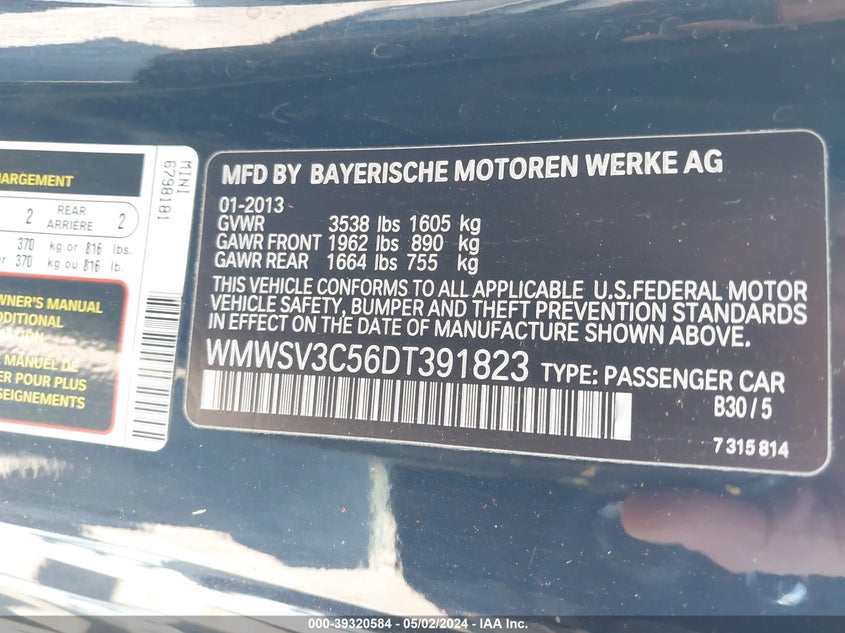 HARGEMENT
2 REAR ARRIÈRE 2
370 kg or 816 lbs.
370 kg ou 816 lb.
WNER'S MANUAL
DDITIONAL
MANUEL DE
ER POUR PLUS
SEIGNEMENTS
MINI
6798181
MFD BY BAYERISCHE MOTOREN WERKE AG
01-2013
GVWR 3538 lbs 1605 kg
GAWR FRONT 1962 lbs 890 kg
GAWR REAR 1664 lbs 755 kg
THIS VEHICLE CONFORMS TO ALL APPLICABLE U.S.FEDERAL MOTOR
VEHICLE SAFETY, BUMPER AND THEFT PREVENTION STANDARDS
IN EFFECT ON THE DATE OF MANUFACTURE SHOWN ABOVE.
WMWSV3C56DT391823 TYPE: PASSENGER CAR
B30/5
7 315 814
000-39320584 - 05/02/2024 - IAAI.com